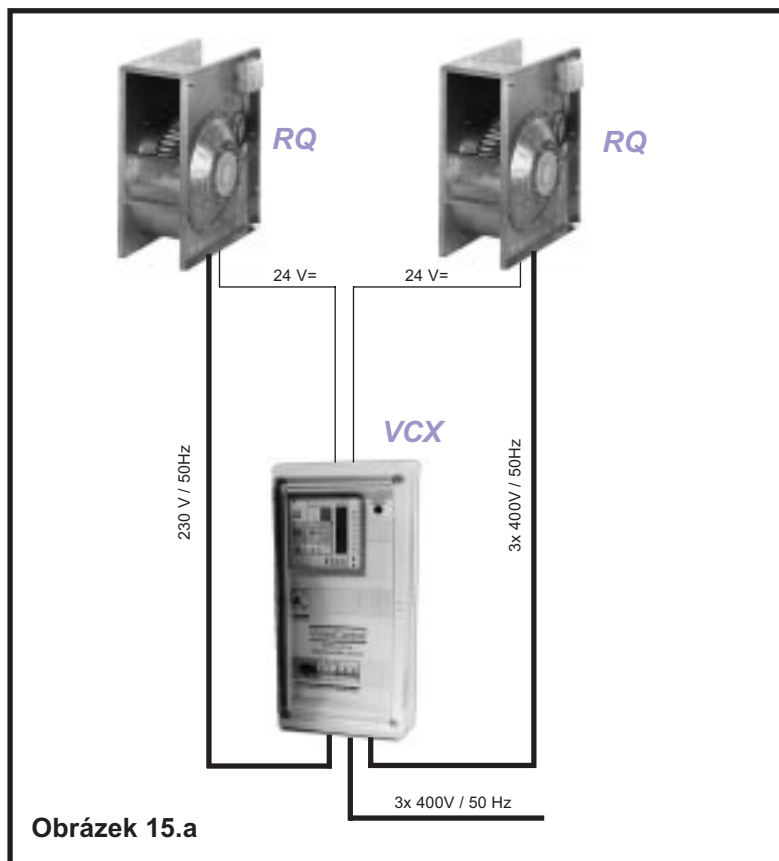 RQ
RQ
24 V=
24 V=
VCX
230 V / 50Hz
3x 400V / 50Hz
3x 400V / 50 Hz
Obrázek 15.a